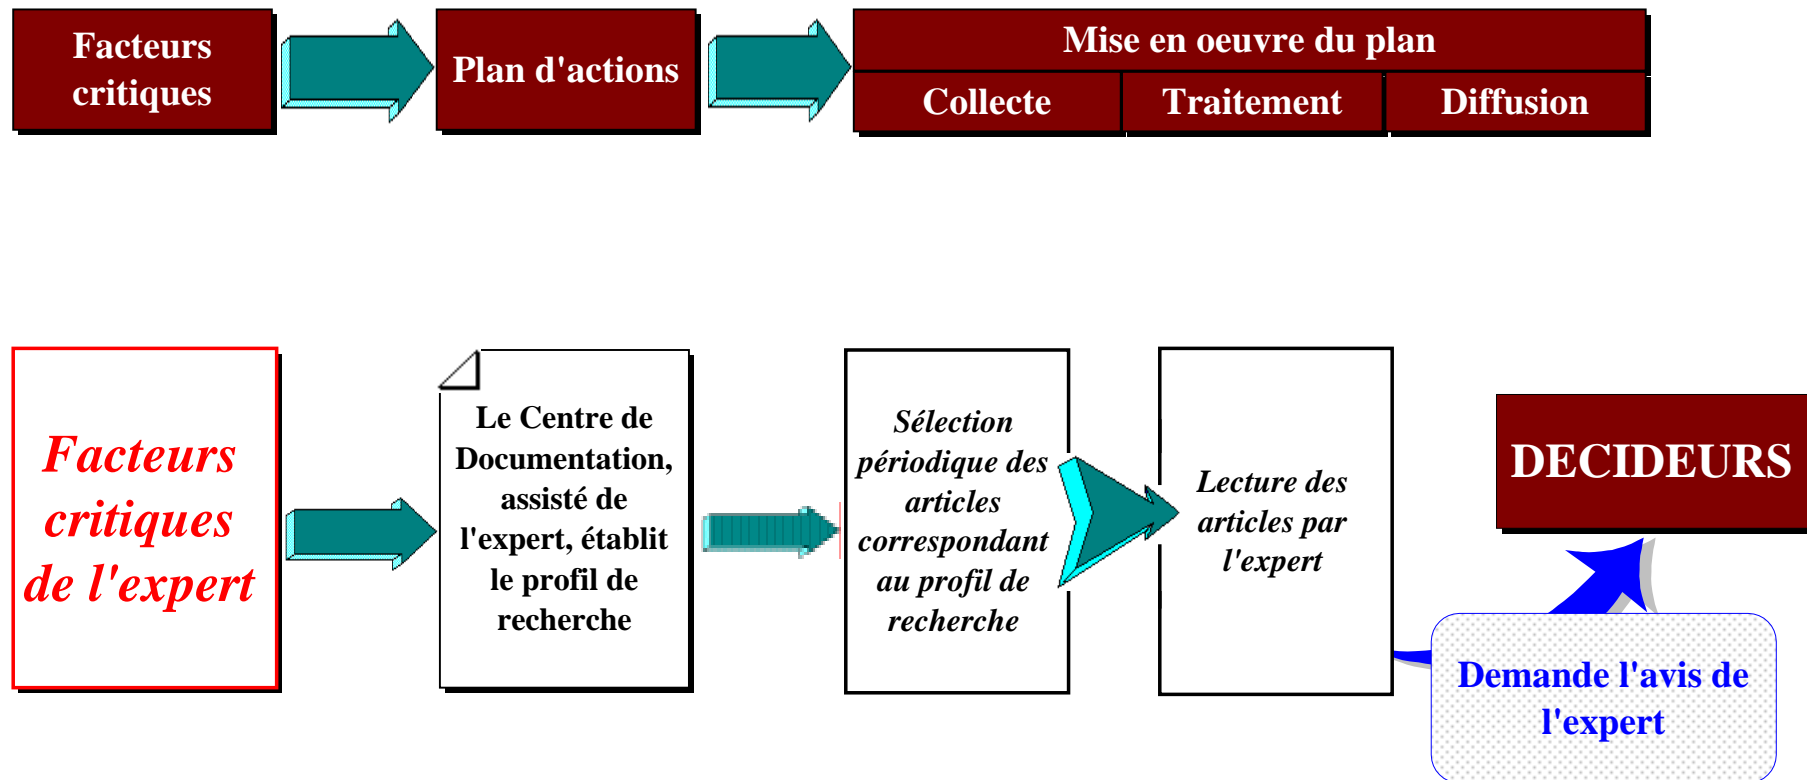 Facteurs
critiques
Plan d'actions
Mise en oeuvre du plan
Collecte
Traitement
Diffusion
Facteurs
critiques
de l'expert
Le Centre de
Documentation,
assisté de
l'expert, établit
le profil de
recherche
Sélection
périodique des
articles
correspondant
au profil de
recherche
Lecture des
articles par
l'expert
DECIDEURS
Demande l'avis de
l'expert